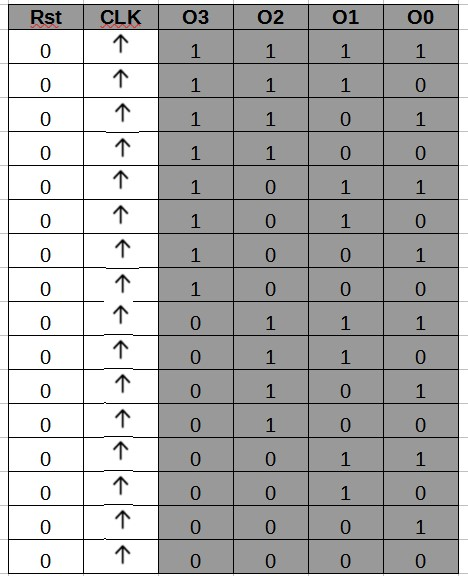 Rst CLK O3 O2 O1 O0
0 ↑ 1 1 1 1
0 ↑ 1 1 1 0
0 ↑ 1 1 0 1
0 ↑ 1 1 0 0
0 ↑ 1 0 1 1
0 ↑ 1 0 1 0
0 ↑ 1 0 0 1
0 ↑ 1 0 0 0
0 ↑ 0 1 1 1
0 ↑ 0 1 1 0
0 ↑ 0 1 0 1
0 ↑ 0 1 0 0
0 ↑ 0 0 1 1
0 ↑ 0 0 1 0
0 ↑ 0 0 0 1
0 ↑ 0 0 0 0